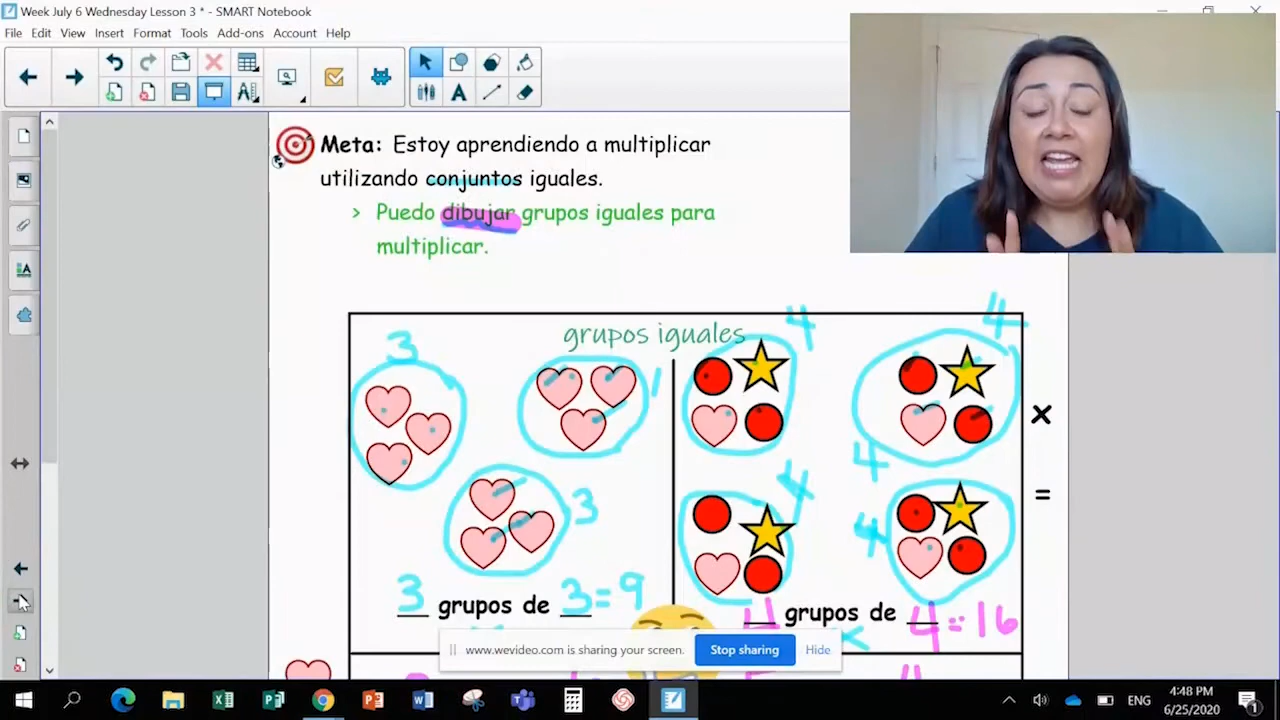 Week July 6 Wednesday Lesson 3 * - SMART Notebook
File Edit View Insert Format Tools Add-ons Account Help
Meta: Estoy aprendiendo a multiplicar
utilizando conjuntos iguales.
> Puedo dibujar grupos iguales para
multiplicar.
grupos iguales
3
4
4
4
3
4
4
x
=
3 grupos de 3=9
4 grupos de 4=16
www.wevideo.com is sharing your screen. Stop sharing Hide
ENG
4:48 PM
6/25/2020
1